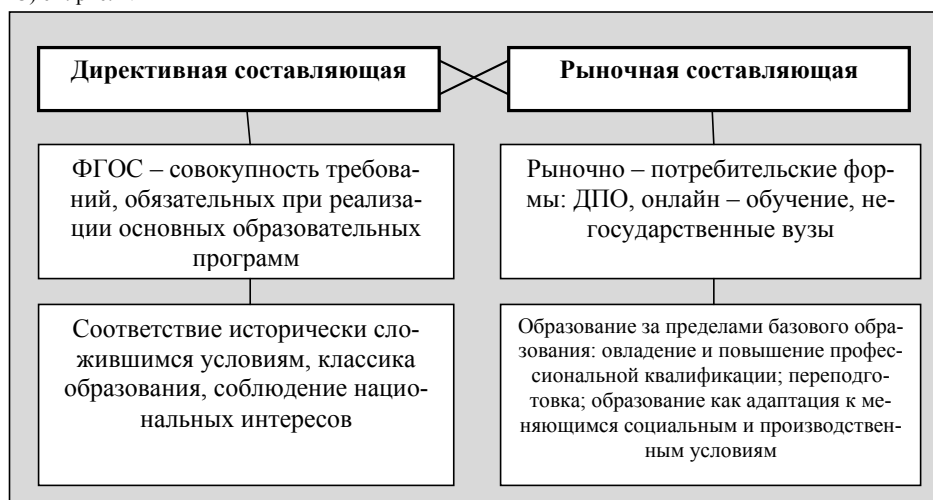 Директивная составляющая
Рыночная составляющая
ФГОС – совокупность требова-
ний, обязательных при реализа-
ции основных образовательных
программ
Рыночно – потребительские фор-
мы: ДПО, онлайн – обучение, не-
государственные вузы
Соответствие исторически сло-
жившимся условиям, классика
образования, соблюдение нацио-
нальных интересов
Образование за пределами базового обра-
зования: овладение и повышение профес-
сиональной квалификации; переподго-
товка; образование как адаптация к ме-
няющимся социальным и производствен-
ным условиям